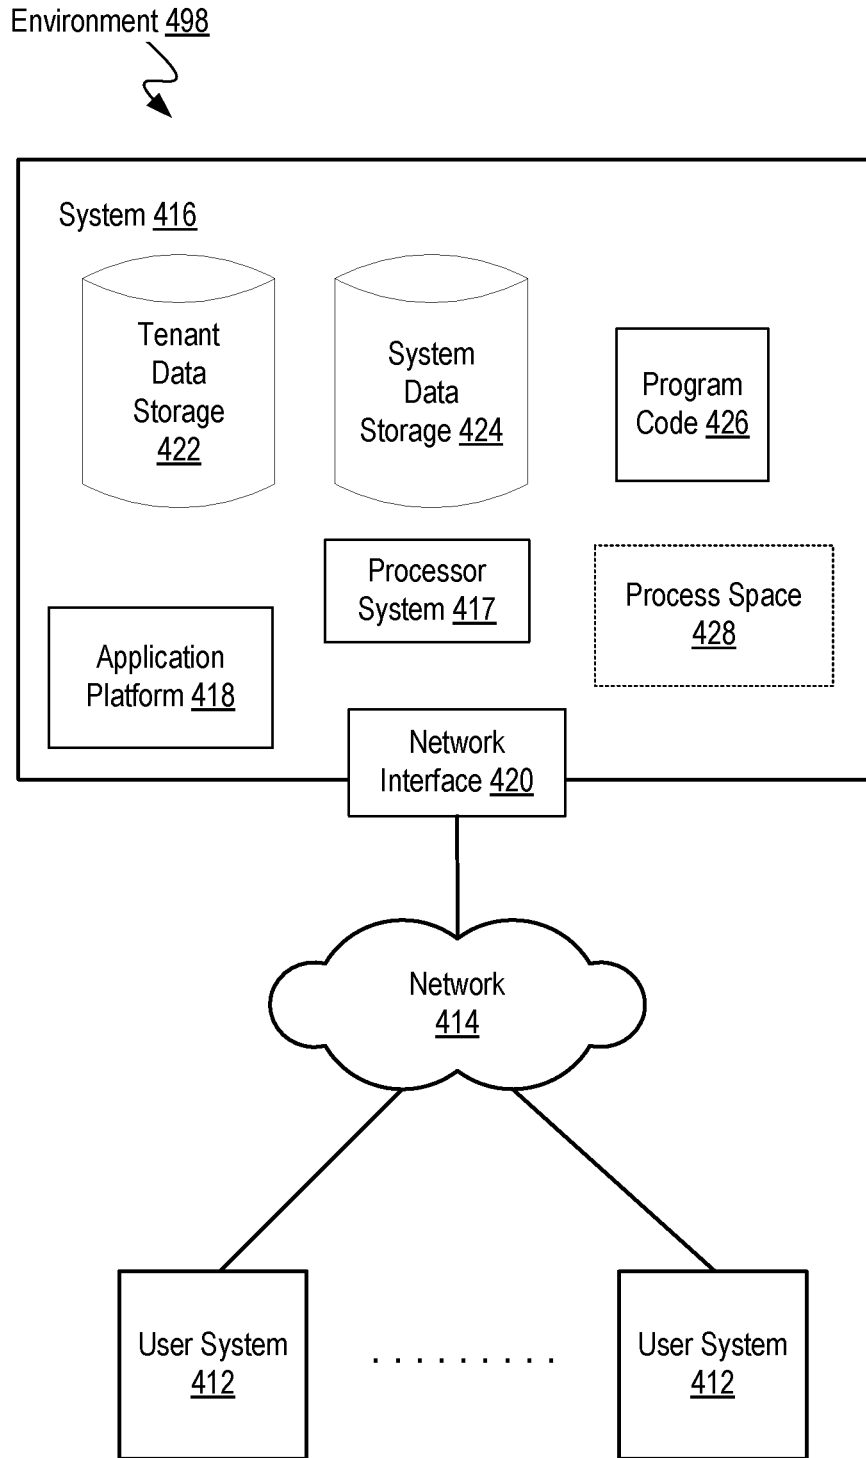 Environment 498
System 416
Tenant
Data
Storage
422
System
Data
Storage 424
Program
Code 426
Processor
System 417
Process Space
428
Application
Platform 418
Network
Interface 420
Network
414
User System
412
. . . . . . . . .
User System
412